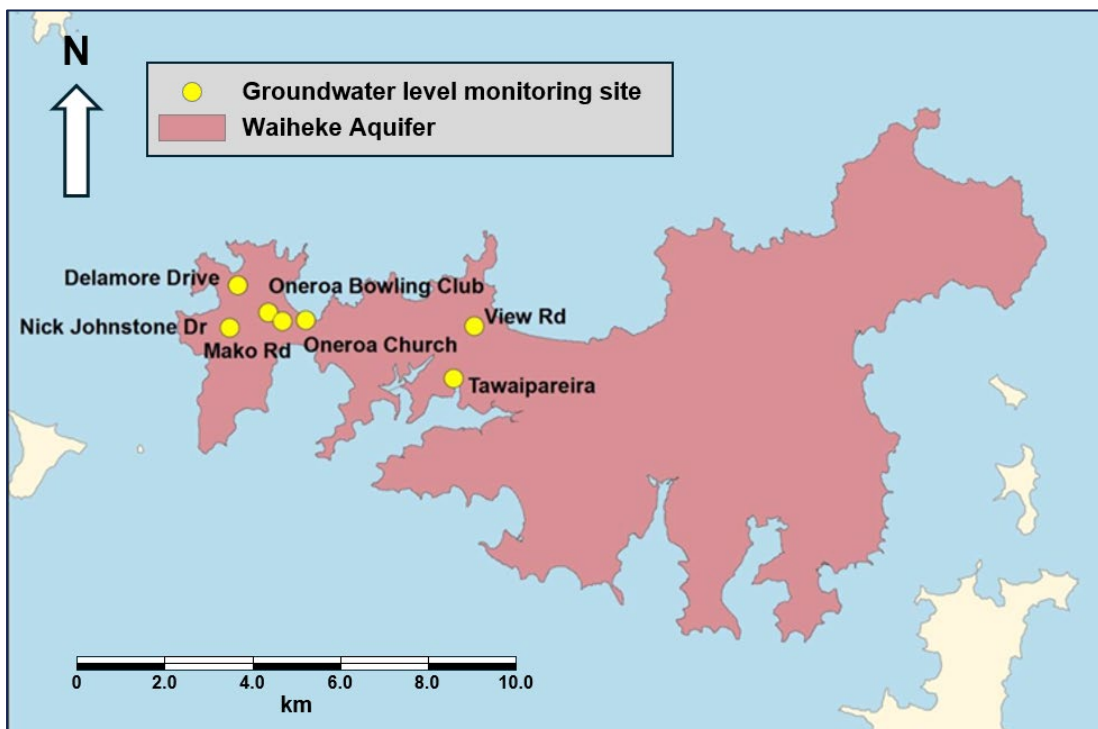 N
Groundwater level monitoring site
Waiheke Aquifer
Delamore Drive
Oneroa Bowling Club
Nick Johnstone Dr
View Rd
Mako Rd
Oneroa Church
Tawaipareira
0 2.0 4.0 6.0 8.0 10.0
km